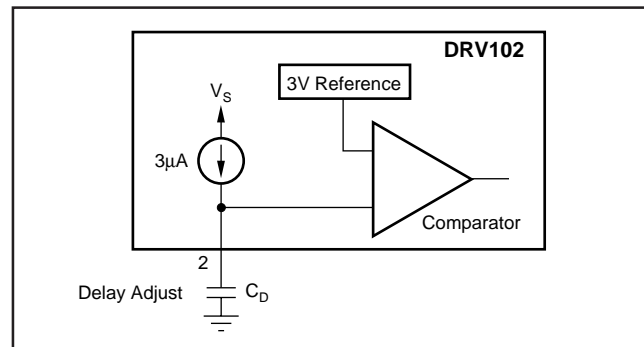 DRV102
3V Reference
V_S
3μA
Comparator
2
Delay Adjust
C_D